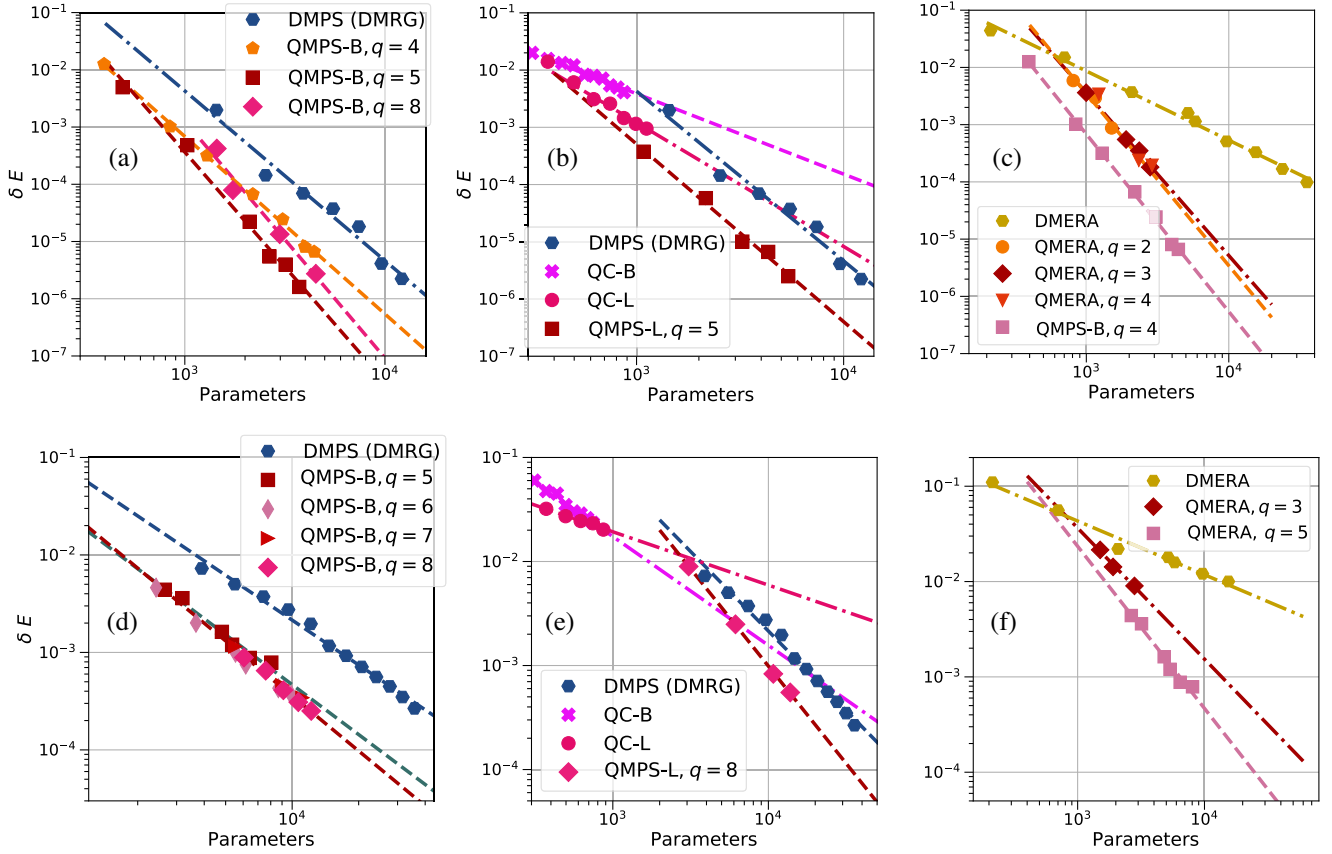 10⁻¹
10⁻²
10⁻³
10⁻⁴
10⁻⁵
10⁻⁶
10⁻⁷
δ E
10³
10⁴
Parameters
(a)
DMPS (DMRG)
QMPS-B, q = 4
QMPS-B, q = 5
QMPS-B, q = 8
10⁻¹
10⁻²
10⁻³
10⁻⁴
10⁻⁵
10⁻⁶
10⁻⁷
δ E
10³
10⁴
Parameters
(b)
DMPS (DMRG)
QC-B
QC-L
QMPS-L, q = 5
10⁻¹
10⁻²
10⁻³
10⁻⁴
10⁻⁵
10⁻⁶
10⁻⁷
10³
10⁴
Parameters
(c)
DMERA
QMERA, q = 2
QMERA, q = 3
QMERA, q = 4
QMPS-B, q = 4
10⁻¹
10⁻²
10⁻³
10⁻⁴
δ E
10⁴
Parameters
(d)
DMPS (DMRG)
QMPS-B, q = 5
QMPS-B, q = 6
QMPS-B, q = 7
QMPS-B, q = 8
10⁻¹
10⁻²
10⁻³
10⁻⁴
10³
10⁴
Parameters
(e)
DMPS (DMRG)
QC-B
QC-L
QMPS-L, q = 8
10⁻¹
10⁻²
10⁻³
10⁻⁴
10³
10⁴
Parameters
(f)
DMERA
QMERA, q = 3
QMERA, q = 5